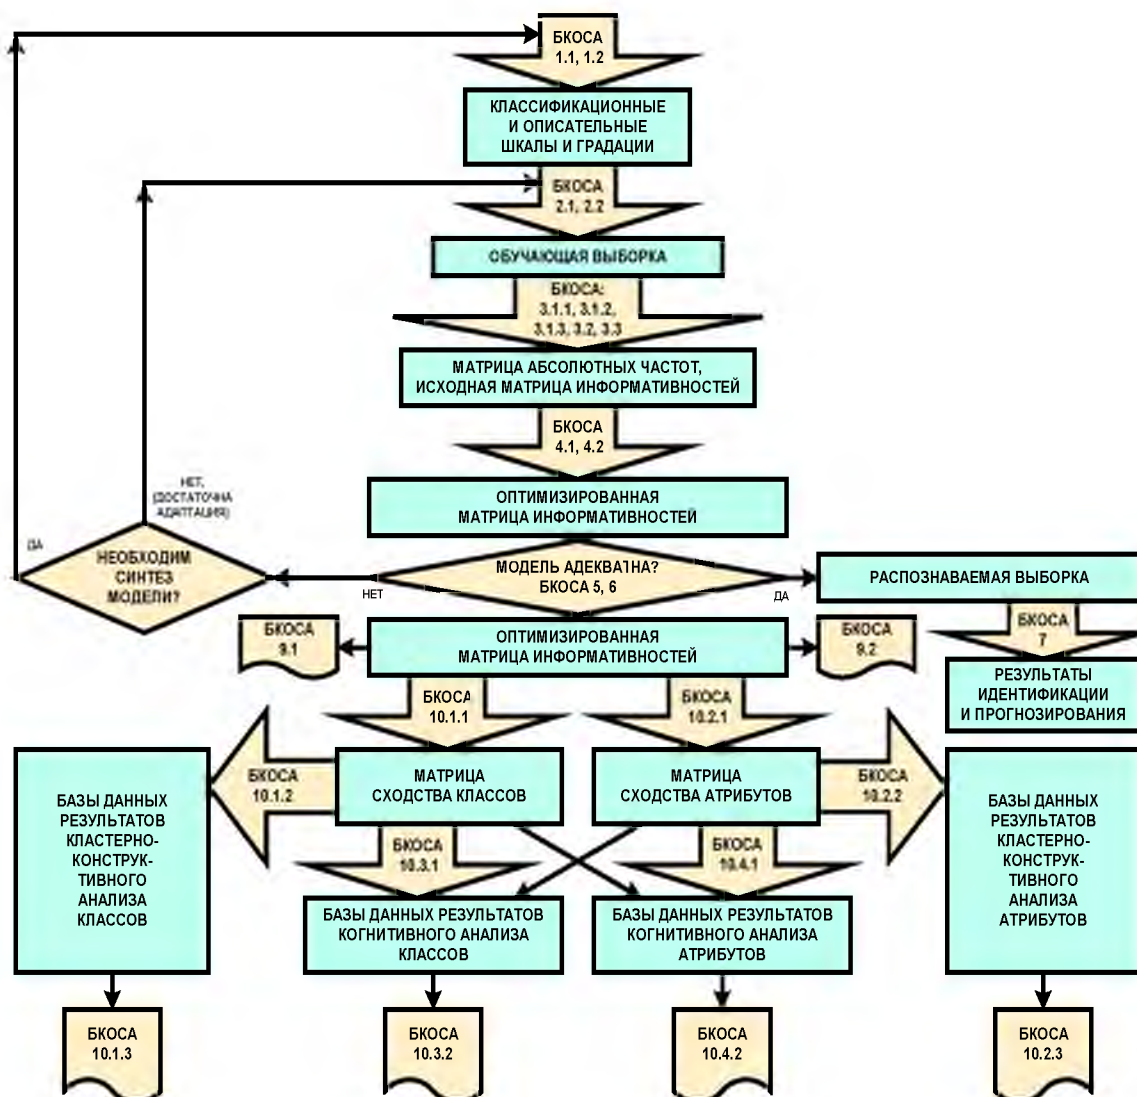 БКОСА
1.1, 1.2
КЛАССИФИКАЦИОННЫЕ
И ОПИСАТЕЛЬНЫЕ
ШКАЛЫ И ГРАДАЦИИ
БКОСА
2.1, 2.2
ОБУЧАЮЩАЯ ВЫБОРКА
БКОСА:
3.1.1, 3.1.2,
3.1.3, 3.2, 3.3
МАТРИЦА АБСОЛЮТНЫХ ЧАСТОТ,
ИСХОДНАЯ МАТРИЦА ИНФОРМАТИВНОСТЕЙ
БКОСА
4.1, 4.2
ОПТИМИЗИРОВАННАЯ
МАТРИЦА ИНФОРМАТИВНОСТЕЙ
НЕТ,
(ДОСТАТОЧНА
АДАПТАЦИЯ)
ДА
НЕОБХОДИМ
СИНТЕЗ
МОДЕЛИ?
НЕТ
МОДЕЛЬ АДЕКВАТНА?
БКОСА 5, 6
ДА
РАСПОЗНАВАЕМАЯ ВЫБОРКА
БКОСА
7
РЕЗУЛЬТАТЫ
ИДЕНТИФИКАЦИИ
И ПРОГНОЗИРОВАНИЯ
БКОСА
9.1
ОПТИМИЗИРОВАННАЯ
МАТРИЦА ИНФОРМАТИВНОСТЕЙ
БКОСА
9.2
БКОСА
10.1.1
БКОСА
10.2.1
БКОСА
10.1.2
МАТРИЦА
СХОДСТВА КЛАССОВ
МАТРИЦА
СХОДСТВА АТРИБУТОВ
БКОСА
10.2.2
БАЗЫ ДАННЫХ
РЕЗУЛЬТАТОВ
КЛАСТЕРНО-
КОНСТРУК-
ТИВНОГО
АНАЛИЗА
КЛАССОВ
БКОСА
10.3.1
БКОСА
10.4.1
БАЗЫ ДАННЫХ
РЕЗУЛЬТАТОВ
КЛАСТЕРНО-
КОНСТРУК-
ТИВНОГО
АНАЛИЗА
АТРИБУТОВ
БАЗЫ ДАННЫХ РЕЗУЛЬТАТОВ
КОГНИТИВНОГО АНАЛИЗА
КЛАССОВ
БАЗЫ ДАННЫХ РЕЗУЛЬТАТОВ
КОГНИТИВНОГО АНАЛИЗА
АТРИБУТОВ
БКОСА
10.1.3
БКОСА
10.3.2
БКОСА
10.4.2
БКОСА
10.2.3